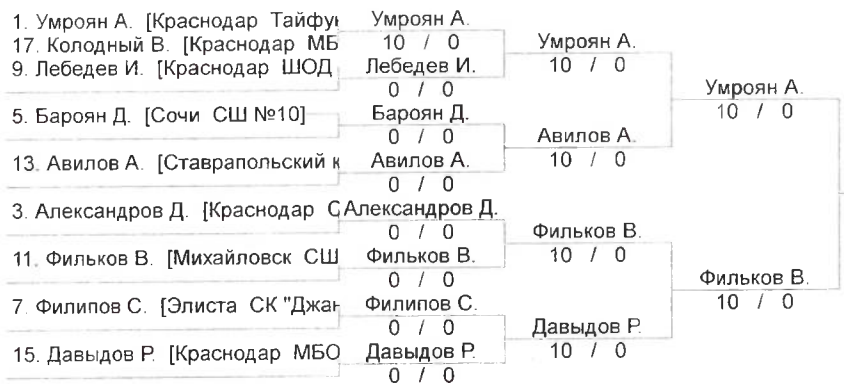 1. Умроян А. [Краснодар Тайфун
17. Колодный В. [Краснодар МБ
9. Лебедев И. [Краснодар ШОД
5. Бароян Д. [Сочи СШ №10]
13. Авилов А. [Ставрапольский к
3. Александров Д. [Краснодар С
11. Фильков В. [Михайловск СШ
7. Филипов С. [Элиста СК "Джан
15. Давыдов Р. [Краснодар МБО
Умроян А.
10 / 0
Лебедев И.
0 / 0
Бароян Д.
0 / 0
Авилов А.
0 / 0
Александров Д.
0 / 0
Фильков В.
0 / 0
Филипов С.
0 / 0
Давыдов Р.
0 / 0
Умроян А.
10 / 0
Авилов А.
10 / 0
Фильков В.
10 / 0
Давыдов Р.
10 / 0
Умроян А.
10 / 0
Фильков В.
10 / 0